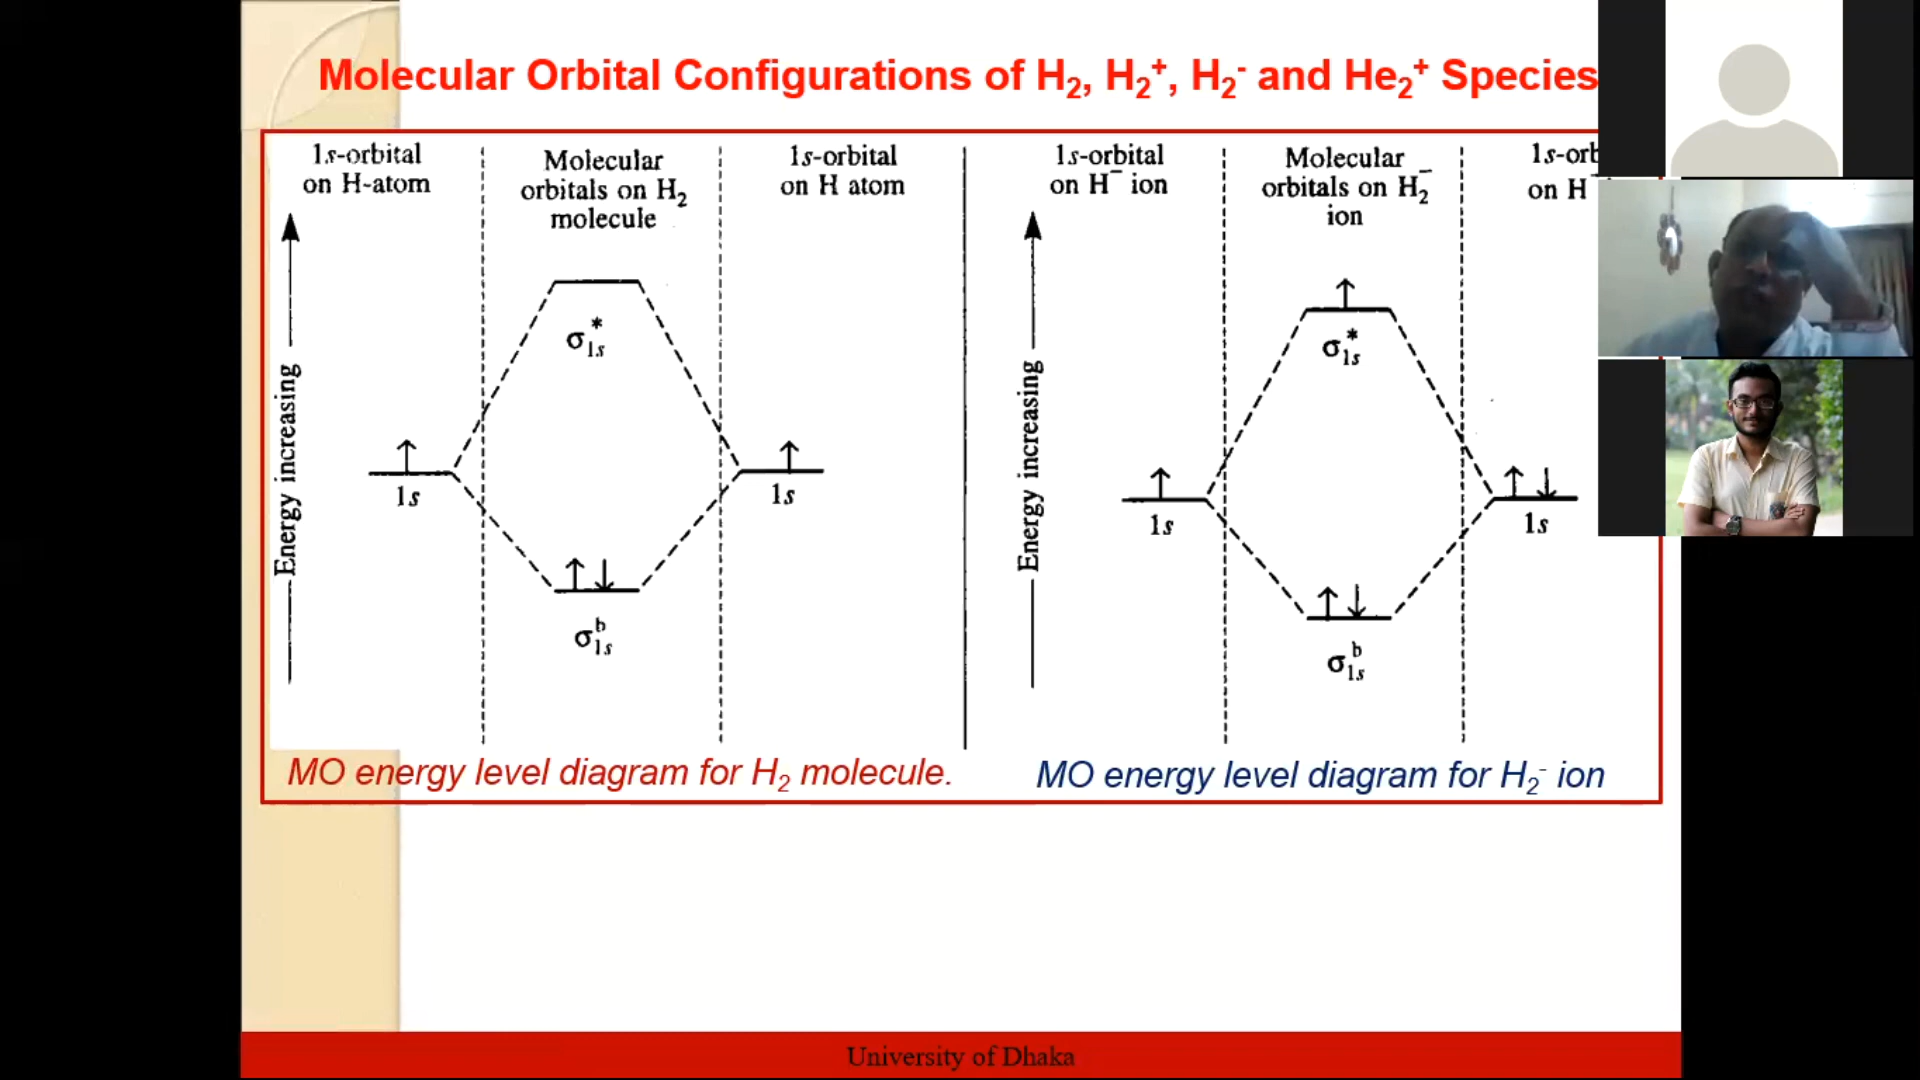 Molecular Orbital Configurations of H₂, H₂⁺, H₂⁻ and He₂⁺ Species
1s-orbital
on H-atom
Molecular
orbitals on H₂
molecule
1s-orbital
on H atom
Energy increasing
σ*1s
1s
1s
σᵇ1s
MO energy level diagram for H₂ molecule.
1s-orbital
on H⁻ ion
Molecular
orbitals on H₂⁻
ion
1s-orb
on H
Energy increasing
σ*1s
1s
1s
σᵇ1s
MO energy level diagram for H₂⁻ ion
University of Dhaka